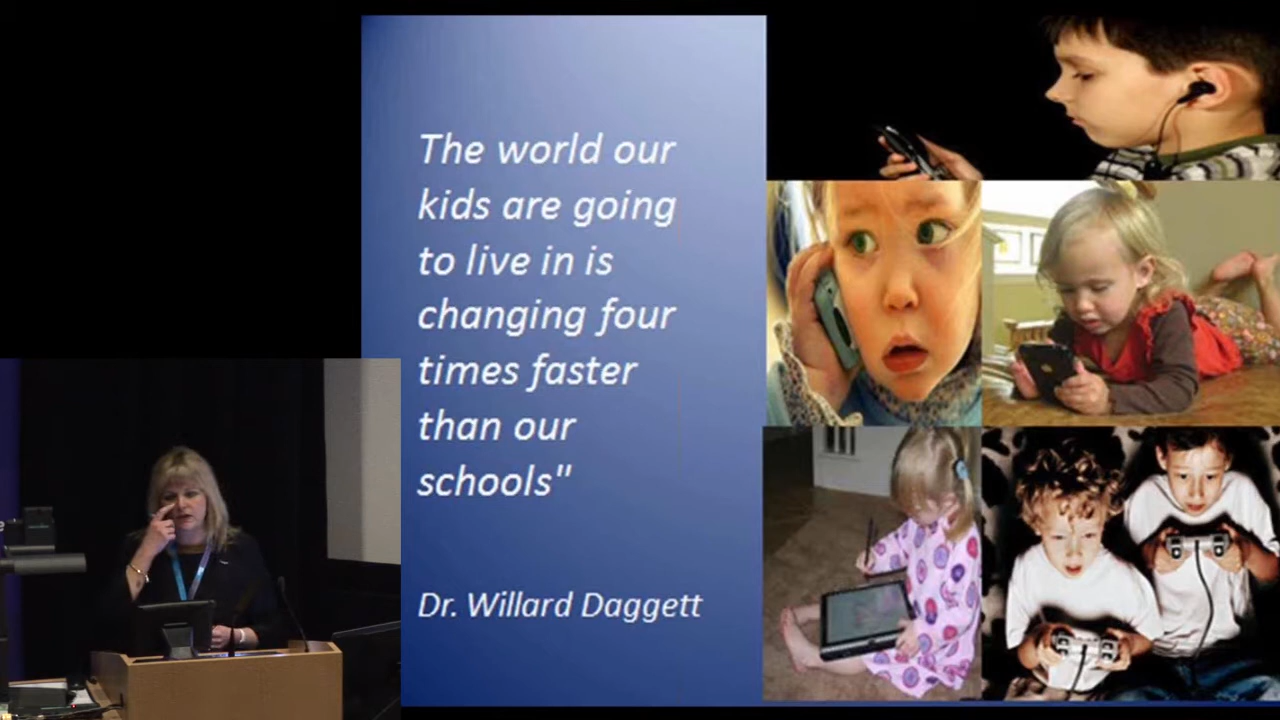 The world our
kids are going
to live in is
changing four
times faster
than our
schools"
Dr. Willard Daggett